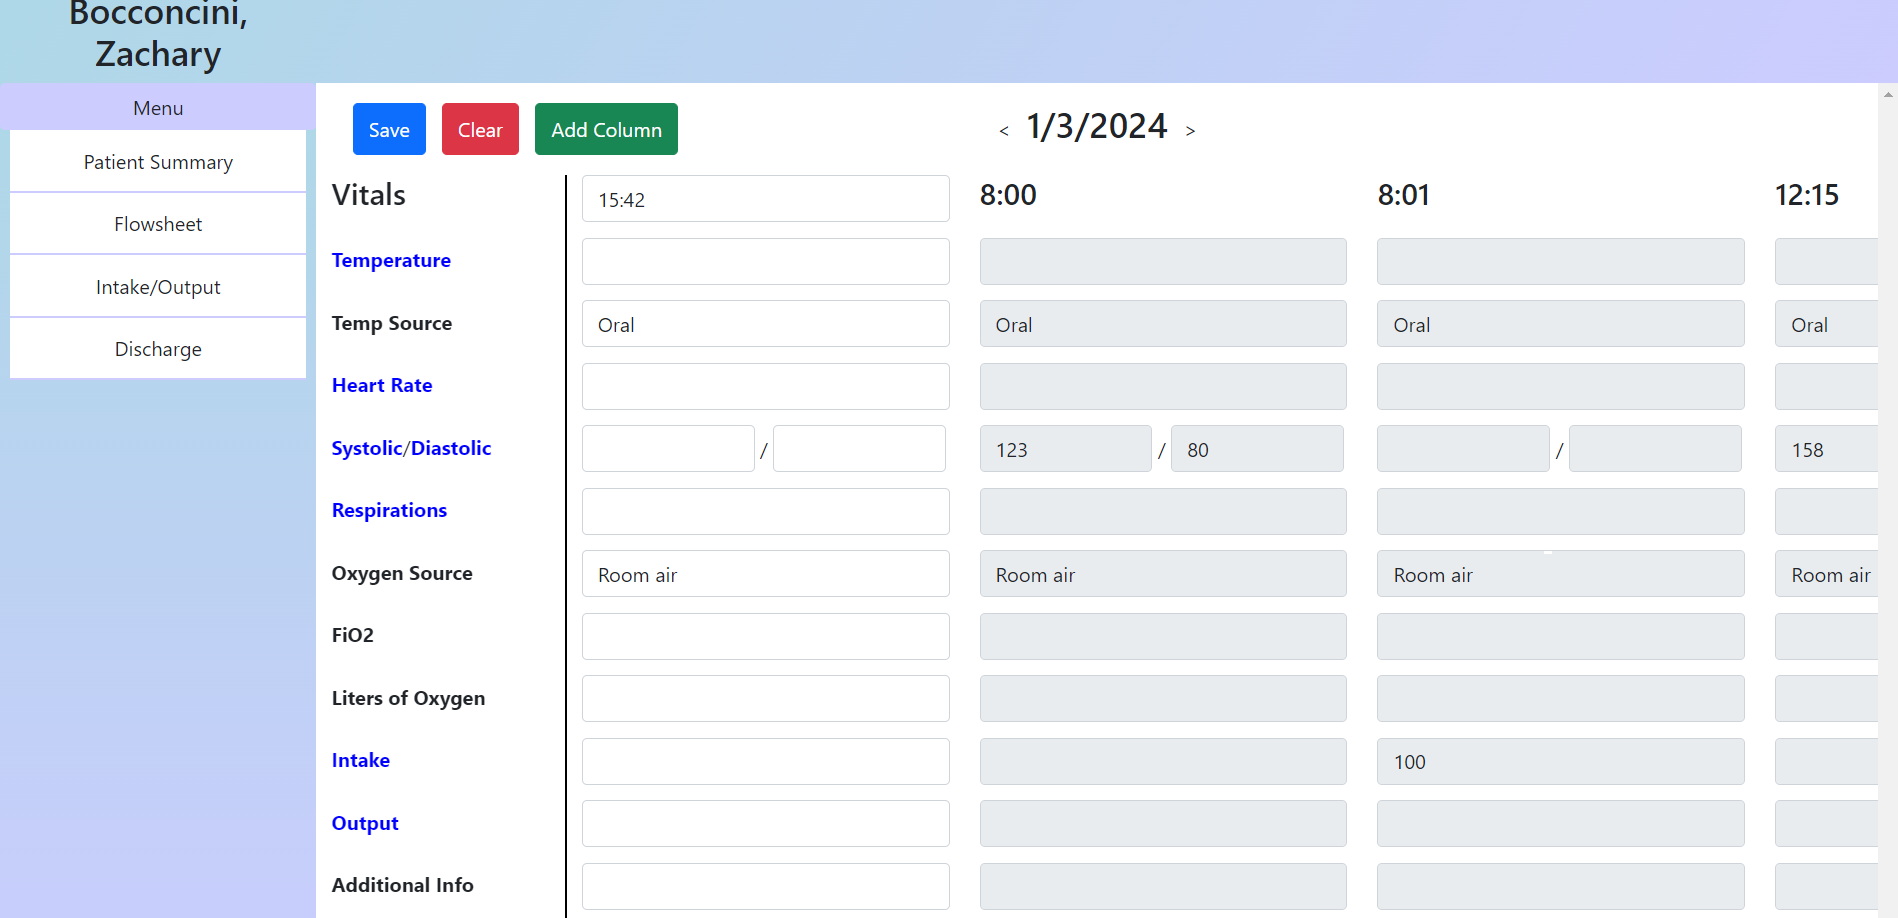 Bocconcini,
Zachary
Menu
Patient Summary
Flowsheet
Intake/Output
Discharge
Save Clear Add Column < 1/3/2024 >
Vitals 15:42 8:00 8:01 12:15
Temperature
Temp Source Oral Oral Oral Oral
Heart Rate
Systolic/Diastolic / 123 / 80 / 158
Respirations
Oxygen Source Room air Room air Room air Room air
FiO2
Liters of Oxygen
Intake 100
Output
Additional Info